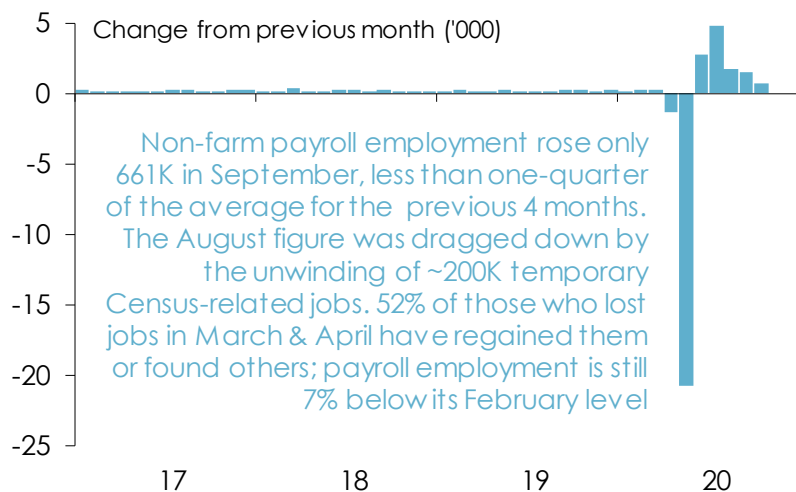 5
Change from previous month ('000)
0
-5
-10
-15
-20
-25
Non-farm payroll employment rose only
661K in September, less than one-quarter
of the average for the previous 4 months.
The August figure was dragged down by
the unwinding of ~200K temporary
Census-related jobs. 52% of those who lost
jobs in March & April have regained them
or found others; payroll employment is still
7% below its February level
17
18
19
20